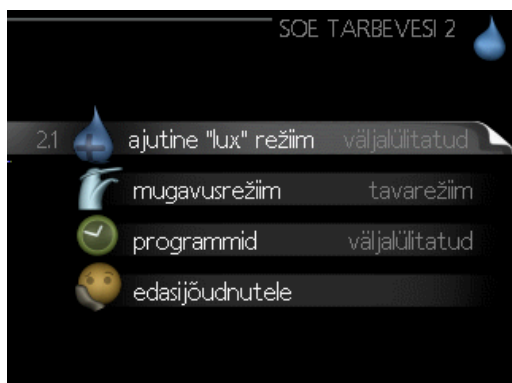 SOE TARBEVESI 2
2.1 ajutine "lux" režiim väljalülitatud
mugavusrežiim tavarežiim
programmid väljalülitatud
edasijõudnutele